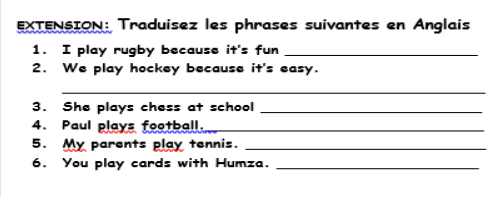 EXTENSION: Traduisez les phrases suivantes en Anglais
1. I play rugby because it's fun
2. We play hockey because it's easy.
3. She plays chess at school
4. Paul plays football.
5. My parents play tennis.
6. You play cards with Humza.